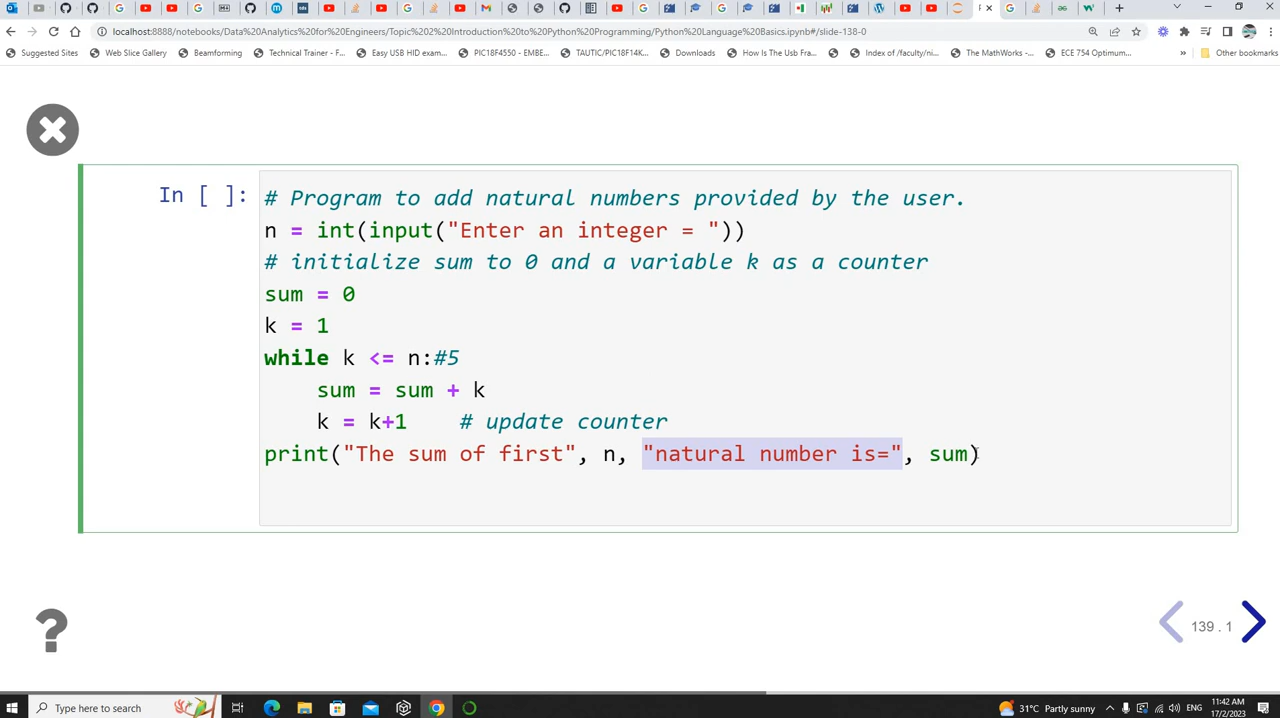 localhost:8888/notebooks/Data%20Analytics%20for%20Engineers/Topic%202%20Introduction%20to%20Python%20Programming/Python%20Language%20Basics.ipynb#/slide-138-0
Suggested Sites Web Slice Gallery Beamforming Technical Trainer - F... Easy USB HID exam... PIC18F4550 - EMBE... TAUTIC/PIC18F14K... Downloads How Is The Usb Fra... Index of /faculty/ni... The MathWorks -... ECE 754 Optimum... » Other bookmarks
In [ ]: # Program to add natural numbers provided by the user.
n = int(input("Enter an integer = "))
# initialize sum to 0 and a variable k as a counter
sum = 0
k = 1
while k <= n:#5
sum = sum + k
k = k+1 # update counter
print("The sum of first", n, "natural number is=", sum)
139 . 1
Type here to search 31°C Partly sunny ENG 11:42 AM
17/2/2023